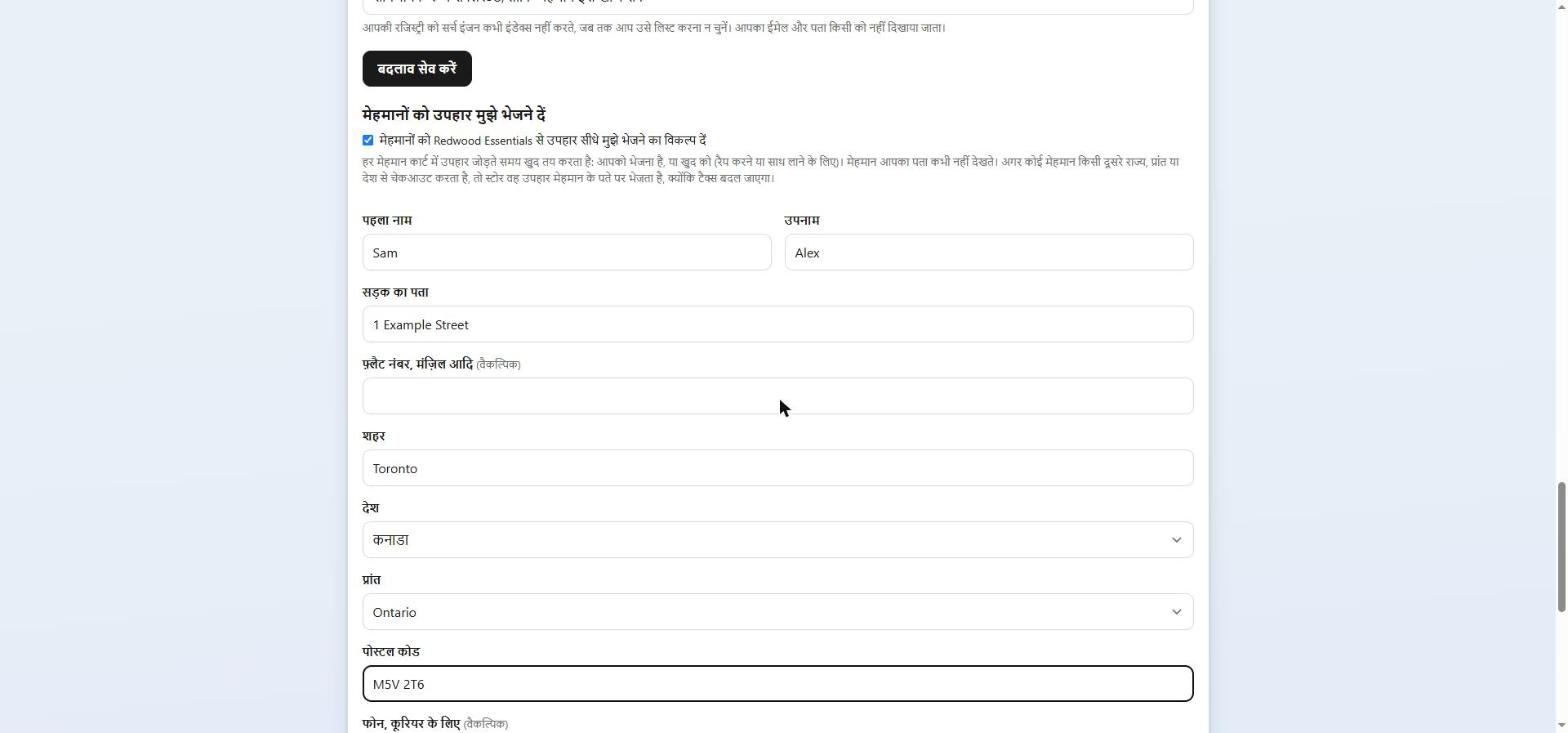 आपकी रजिस्ट्री को सर्च इंजन कभी इंडेक्स नहीं करते, जब तक आप उसे लिस्ट करना न चुनें। आपका ईमेल और पता किसी को नहीं दिखाया जाता।
बदलाव सेव करें
मेहमानों को उपहार मुझे भेजने दें
मेहमानों को Redwood Essentials से उपहार सीधे मुझे भेजने का विकल्प दें
हर मेहमान कार्ट में उपहार जोड़ते समय खुद तय करता है: आपको भेजना है, या खुद को (रैप करने या साथ लाने के लिए)। मेहमान आपका पता कभी नहीं देखते। अगर कोई मेहमान किसी दूसरे राज्य, प्रांत या
देश से चेकआउट करता है, तो स्टोर वह उपहार मेहमान के पते पर भेजता है, क्योंकि टैक्स बदल जाएगा।
पहला नाम
उपनाम
Sam
Alex
सड़क का पता
1 Example Street
फ़्लैट नंबर, मंज़िल आदि (वैकल्पिक)
शहर
Toronto
देश
कनाडा
प्रांत
Ontario
पोस्टल कोड
M5V 2T6
फोन, कूरियर के लिए (वैकल्पिक)